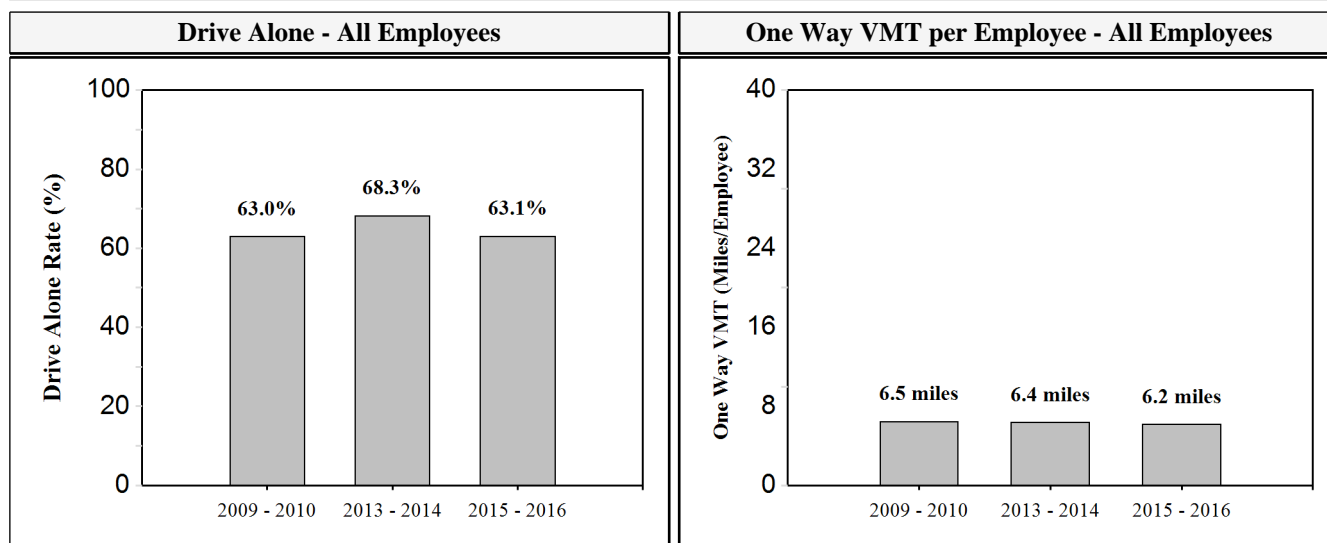 Drive Alone - All Employees
Drive Alone Rate (%)
100
80
60
40
20
0
63.0%
68.3%
63.1%
2009 - 2010
2013 - 2014
2015 - 2016
One Way VMT per Employee - All Employees
One Way VMT (Miles/Employee)
40
32
24
16
8
0
6.5 miles
6.4 miles
6.2 miles
2009 - 2010
2013 - 2014
2015 - 2016